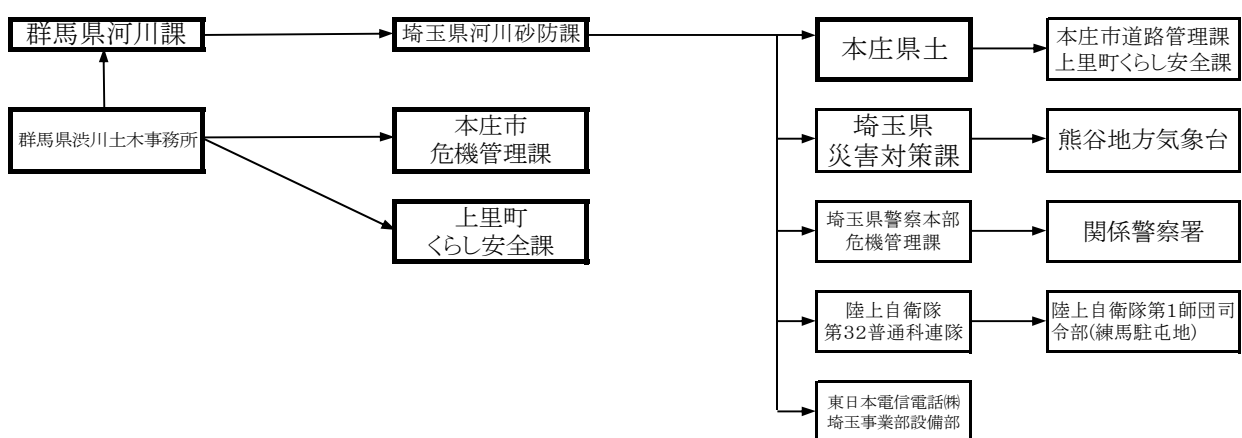 群馬県河川課
埼玉県河川砂防課
本庄県土
本庄市道路管理課
上里町くらし安全課
群馬県渋川土木事務所
本庄市
危機管理課
埼玉県
災害対策課
熊谷地方気象台
上里町
くらし安全課
埼玉県警察本部
危機管理課
関係警察署
陸上自衛隊
第32普通科連隊
陸上自衛隊第1師団司
令部(練馬駐屯地)
東日本電信電話㈱
埼玉事業部設備部